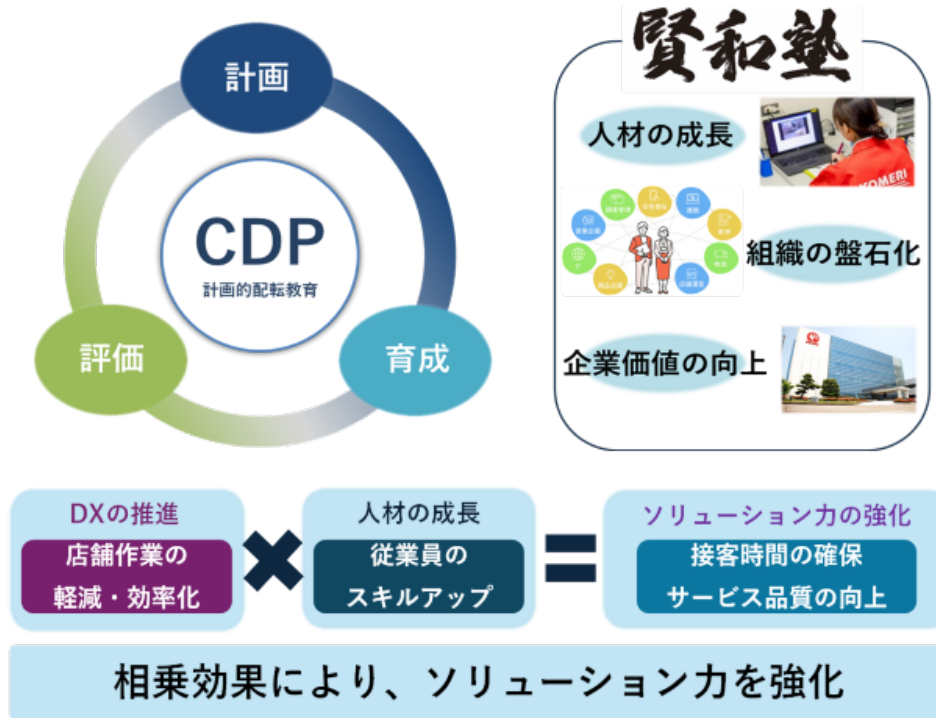 計画
CDP
計画的配転教育
評価
育成
賢和塾
人材の成長
KOMERI
組織の盤石化
企業価値の向上
DXの推進
店舗作業の
軽減・効率化
人材の成長
従業員の
スキルアップ
ソリューション力の強化
接客時間の確保
サービス品質の向上
相乗効果により、ソリューション力を強化